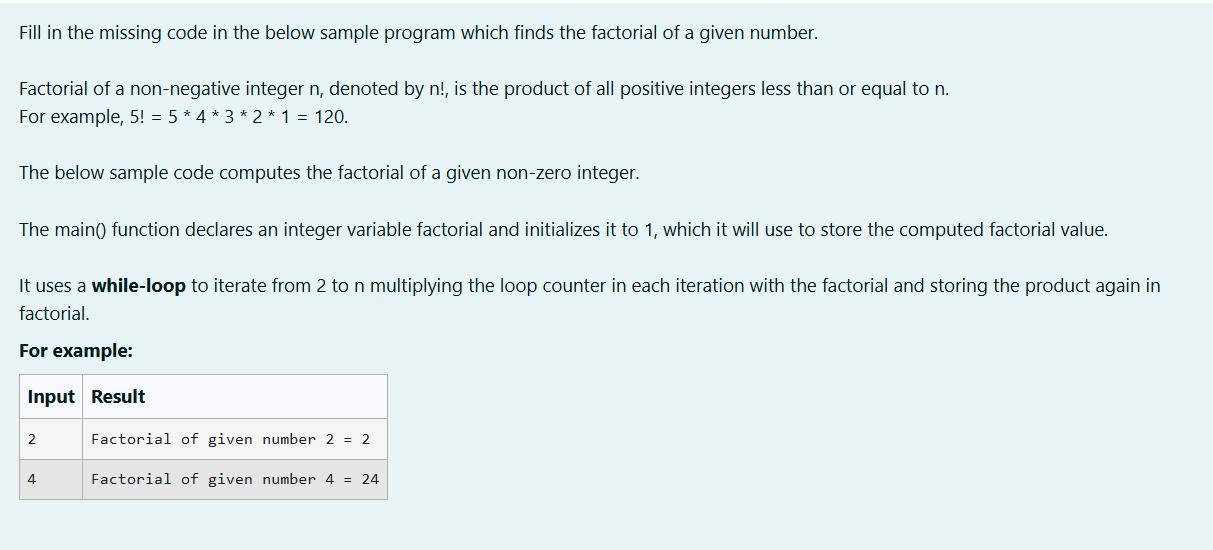 Fill in the missing code in the below sample program which finds the factorial of a given number.
Factorial of a non-negative integer n, denoted by n!, is the product of all positive integers less than or equal to n.
For example, 5! = 5 * 4 * 3 * 2 * 1 = 120.
The below sample code computes the factorial of a given non-zero integer.
The main() function declares an integer variable factorial and initializes it to 1, which it will use to store the computed factorial value.
It uses a while-loop to iterate from 2 to n multiplying the loop counter in each iteration with the factorial and storing the product again in
factorial.
For example:
Input Result
2 Factorial of given number 2 = 2
4 Factorial of given number 4 = 24